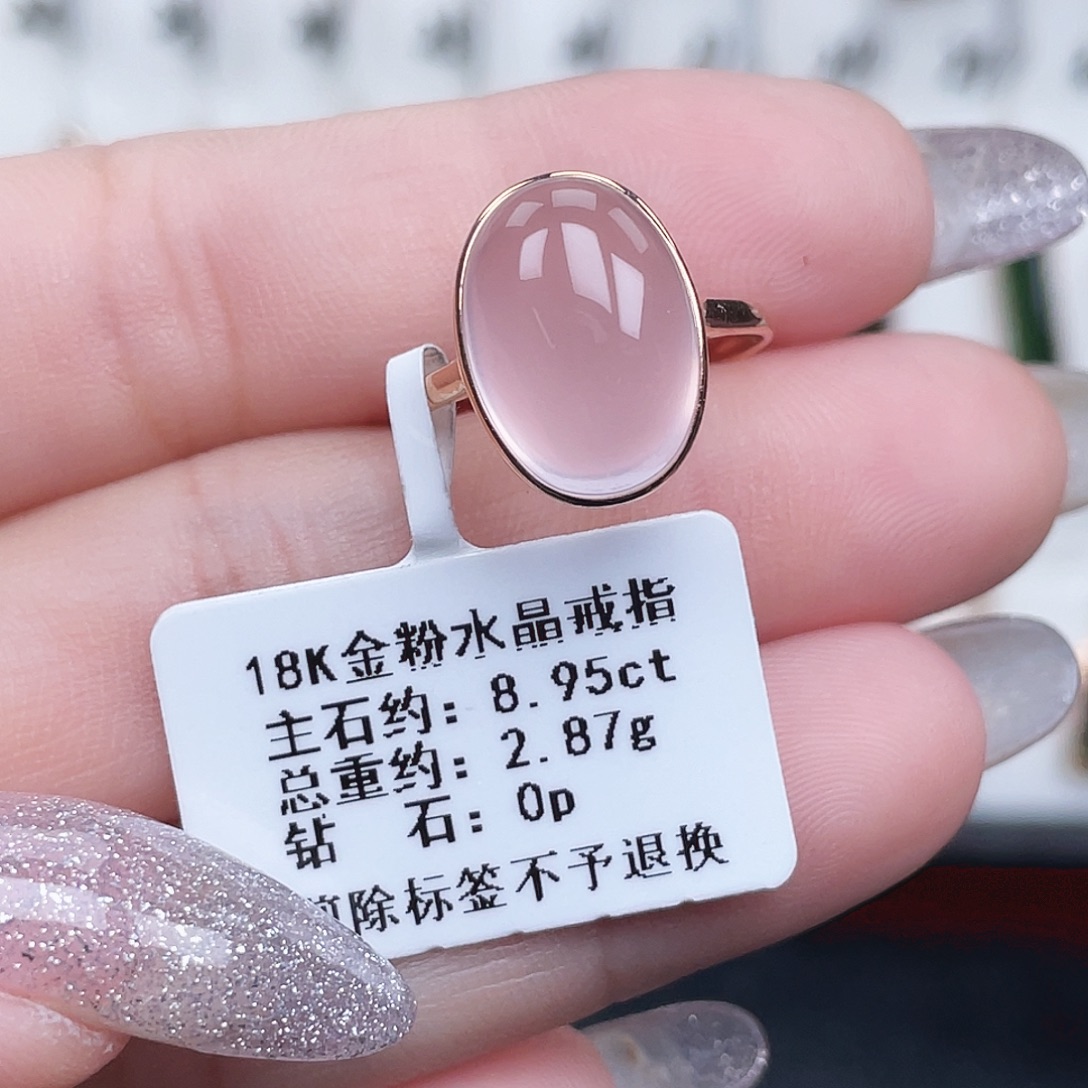 18K金粉水晶戒指
主石约：8.95ct
总重约：2.87g
钻 石：0p
剪除标签不予退换